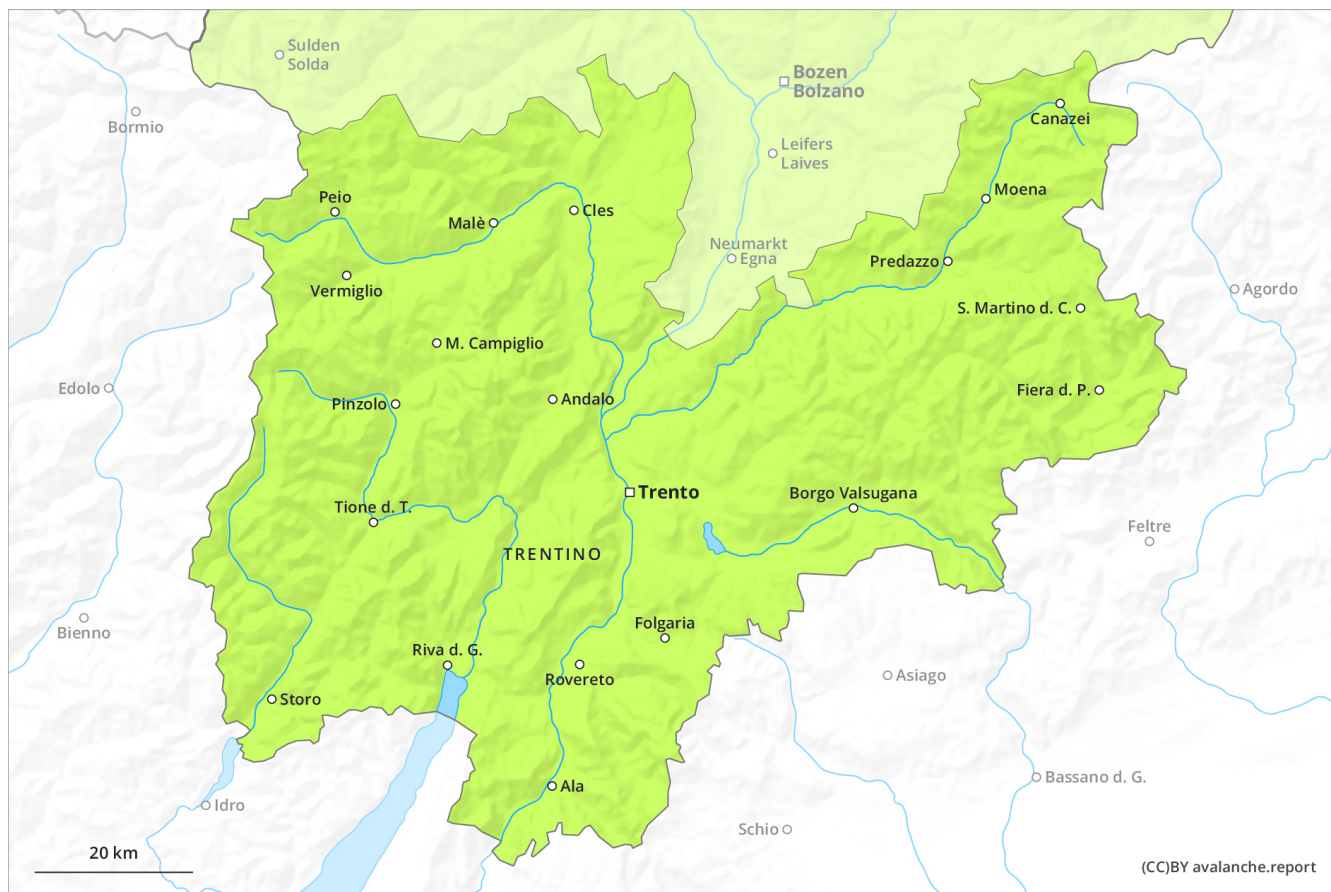 Sulden
Solda
Bozen
Bolzano
Bormio
Canazei
Leifers
Laives
Peio
Moena
Malè
Cles
Neumarkt
Egna
Predazzo
Vermiglio
Agordo
S. Martino d. C.
M. Campiglio
Edolo
Fiera d. P.
Pinzolo
Andalo
Trento
Borgo Valsugana
Tione d. T.
Feltre
TRENTINO
Bienno
Folgaria
Riva d. G.
Asiago
Rovereto
Storo
Bassano d. G.
Ala
Idro
Schio
20 km
(CC)BY avalanche.report